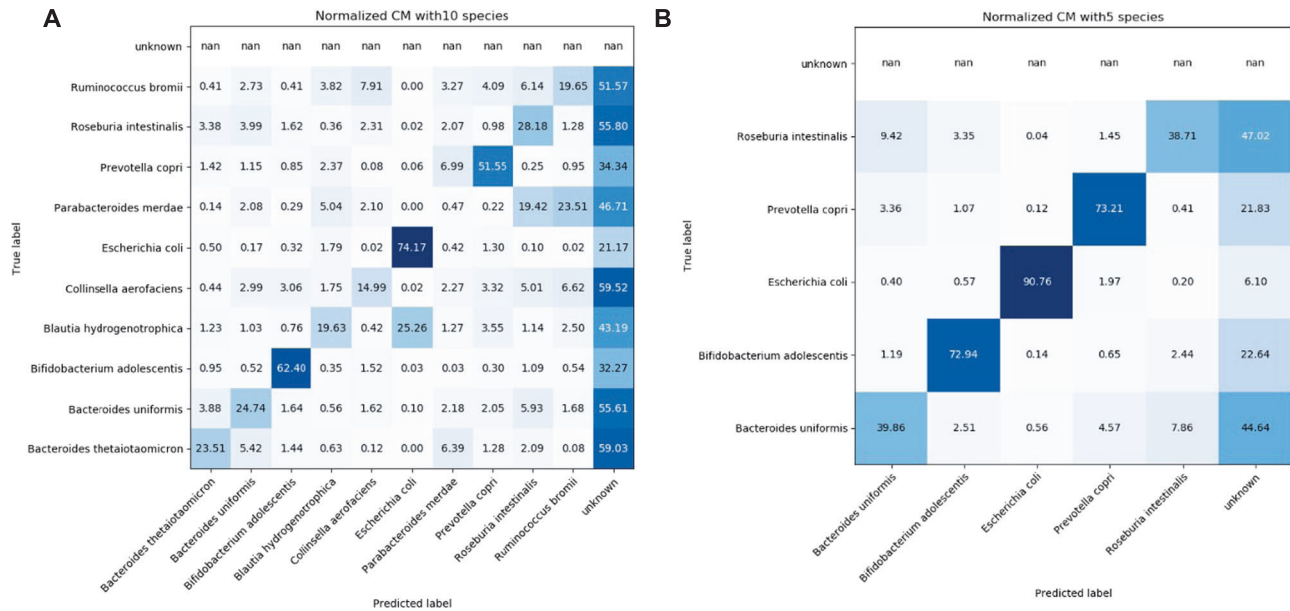 A
Normalized CM with10 species
unknown nan nan nan nan nan nan nan nan nan nan nan
Ruminococcus bromii 0.41 2.73 0.41 3.82 7.91 0.00 3.27 4.09 6.14 19.65 51.57
Roseburia intestinalis 3.38 3.99 1.62 0.36 2.31 0.02 2.07 0.98 28.18 1.28 55.80
Prevotella copri 1.42 1.15 0.85 2.37 0.08 0.06 6.99 51.55 0.25 0.95 34.34
Parabacteroides merdae 0.14 2.08 0.29 5.04 2.10 0.00 0.47 0.22 19.42 23.51 46.71
Escherichia coli 0.50 0.17 0.32 1.79 0.02 74.17 0.42 1.30 0.10 0.02 21.17
Collinsella aerofaciens 0.44 2.99 3.06 1.75 14.99 0.02 2.27 3.32 5.01 6.62 59.52
Blautia hydrogenotrophica 1.23 1.03 0.76 19.63 0.42 25.26 1.27 3.55 1.14 2.50 43.19
Bifidobacterium adolescentis 0.95 0.52 62.40 0.35 1.52 0.03 0.03 0.30 1.09 0.54 32.27
Bacteroides uniformis 3.88 24.74 1.64 0.56 1.62 0.10 2.18 2.05 5.93 1.68 55.61
Bacteroides thetaiotaomicron 23.51 5.42 1.44 0.63 0.12 0.00 6.39 1.28 2.09 0.08 59.03
True label
Bacteroides thetaiotaomicron
Bacteroides uniformis
Bifidobacterium adolescentis
Blautia hydrogenotrophica
Collinsella aerofaciens
Escherichia coli
Parabacteroides merdae
Prevotella copri
Roseburia intestinalis
Ruminococcus bromii
unknown
Predicted label
B
Normalized CM with5 species
unknown nan nan nan nan nan nan
Roseburia intestinalis 9.42 3.35 0.04 1.45 38.71 47.02
Prevotella copri 3.36 1.07 0.12 73.21 0.41 21.83
Escherichia coli 0.40 0.57 90.76 1.97 0.20 6.10
Bifidobacterium adolescentis 1.19 72.94 0.14 0.65 2.44 22.64
Bacteroides uniformis 39.86 2.51 0.56 4.57 7.86 44.64
True label
Bacteroides uniformis
Bifidobacterium adolescentis
Escherichia coli
Prevotella copri
Roseburia intestinalis
unknown
Predicted label